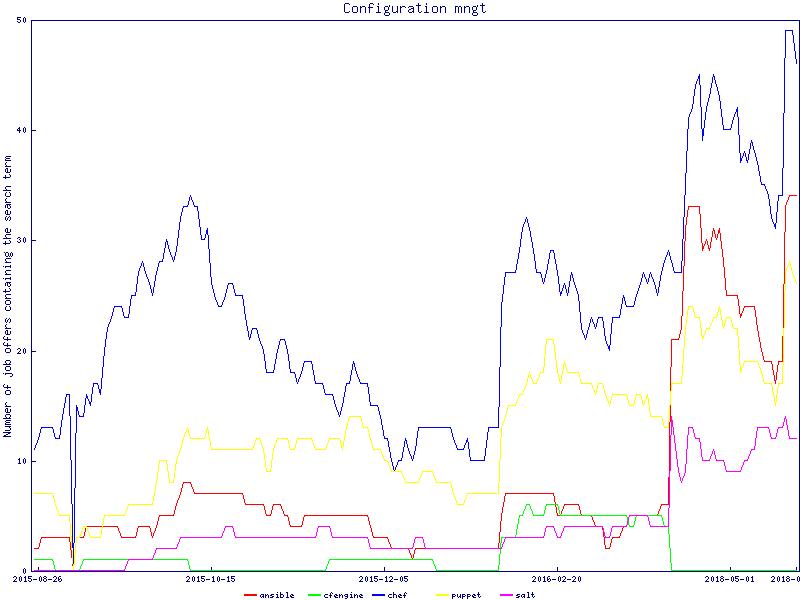 Configuration mngt
Number of job offers containing the search term
50
40
30
20
10
0
2015-08-26 2015-10-15 2015-12-05 2016-02-20 2018-05-01 2018-0
ansible cfengine chef puppet salt